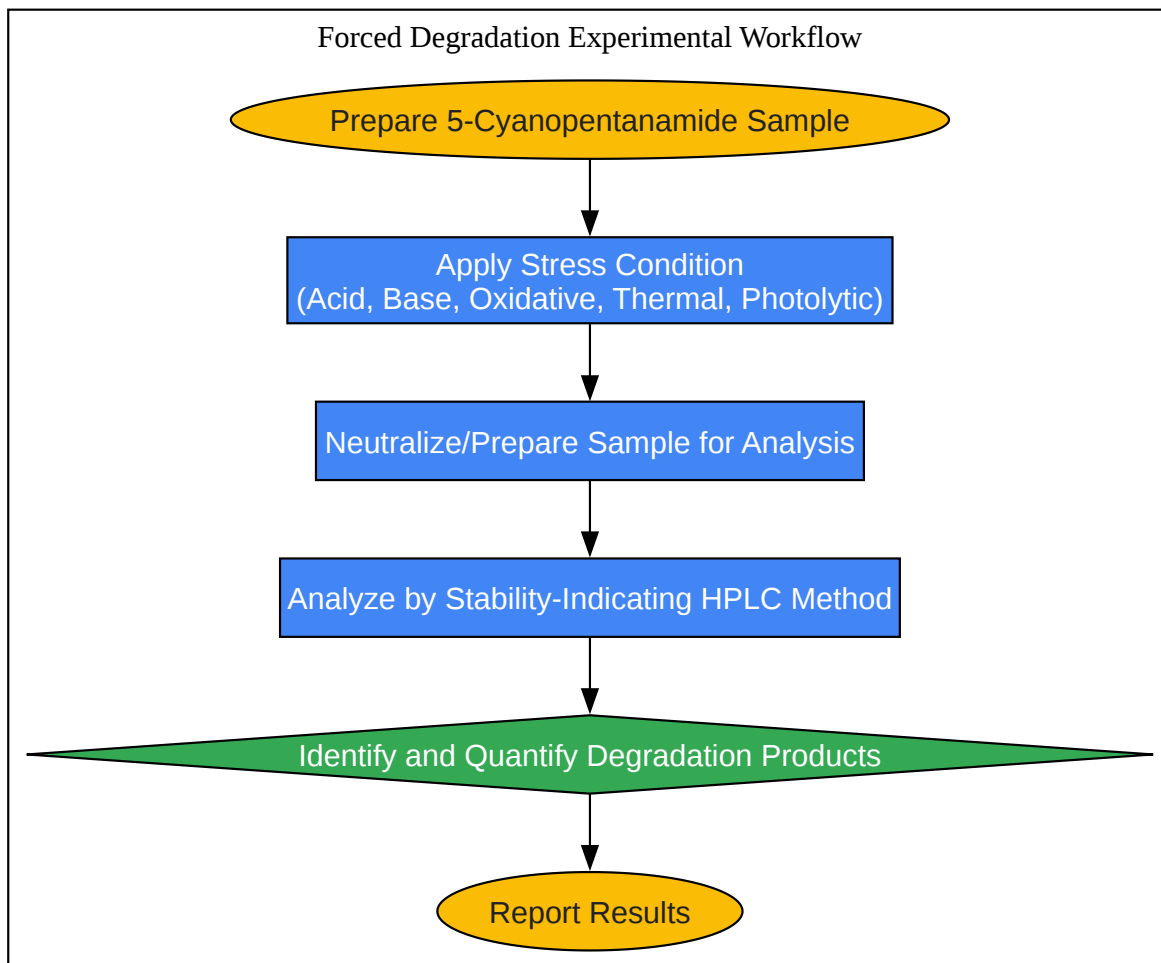 Forced Degradation Experimental Workflow
Prepare 5-Cyanopentanamide Sample
Apply Stress Condition
(Acid, Base, Oxidative, Thermal, Photolytic)
Neutralize/Prepare Sample for Analysis
Analyze by Stability-Indicating HPLC Method
Identify and Quantify Degradation Products
Report Results